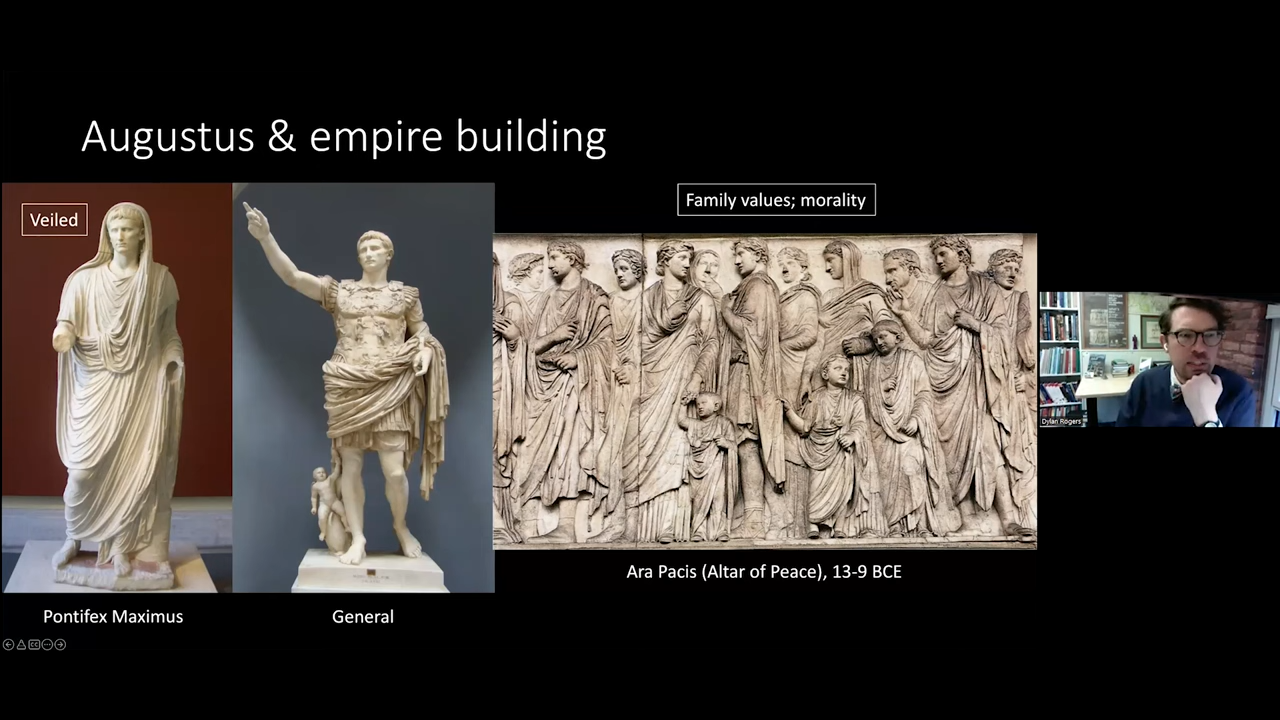 Augustus & empire building
Veiled
Family values; morality
Dylan Rogers
Ara Pacis (Altar of Peace), 13-9 BCE
Pontifex Maximus
General
CC